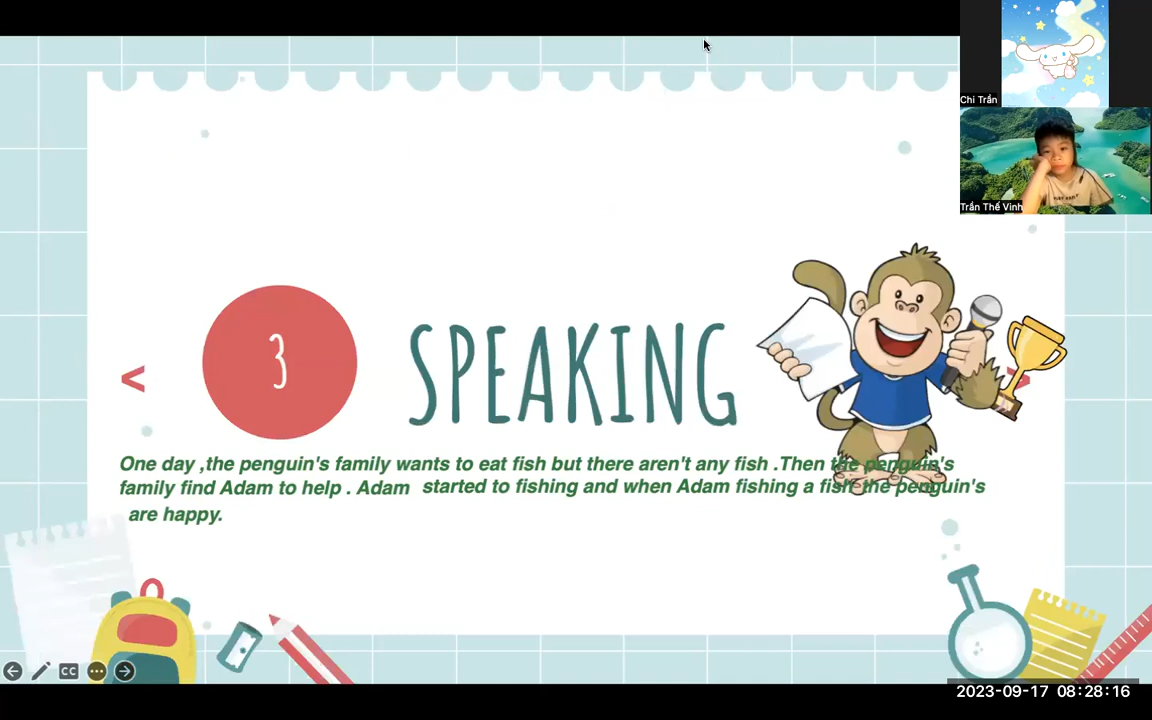 Chi Trần
Trần Thế Vinh
3
SPEAKING
<
One day ,the penguin's family wants to eat fish but there aren't any fish .Then the penguin's
family find Adam to help . Adam started to fishing and when Adam fishing a fish the penguin's
are happy.
CC
2023-09-17 08:28:16